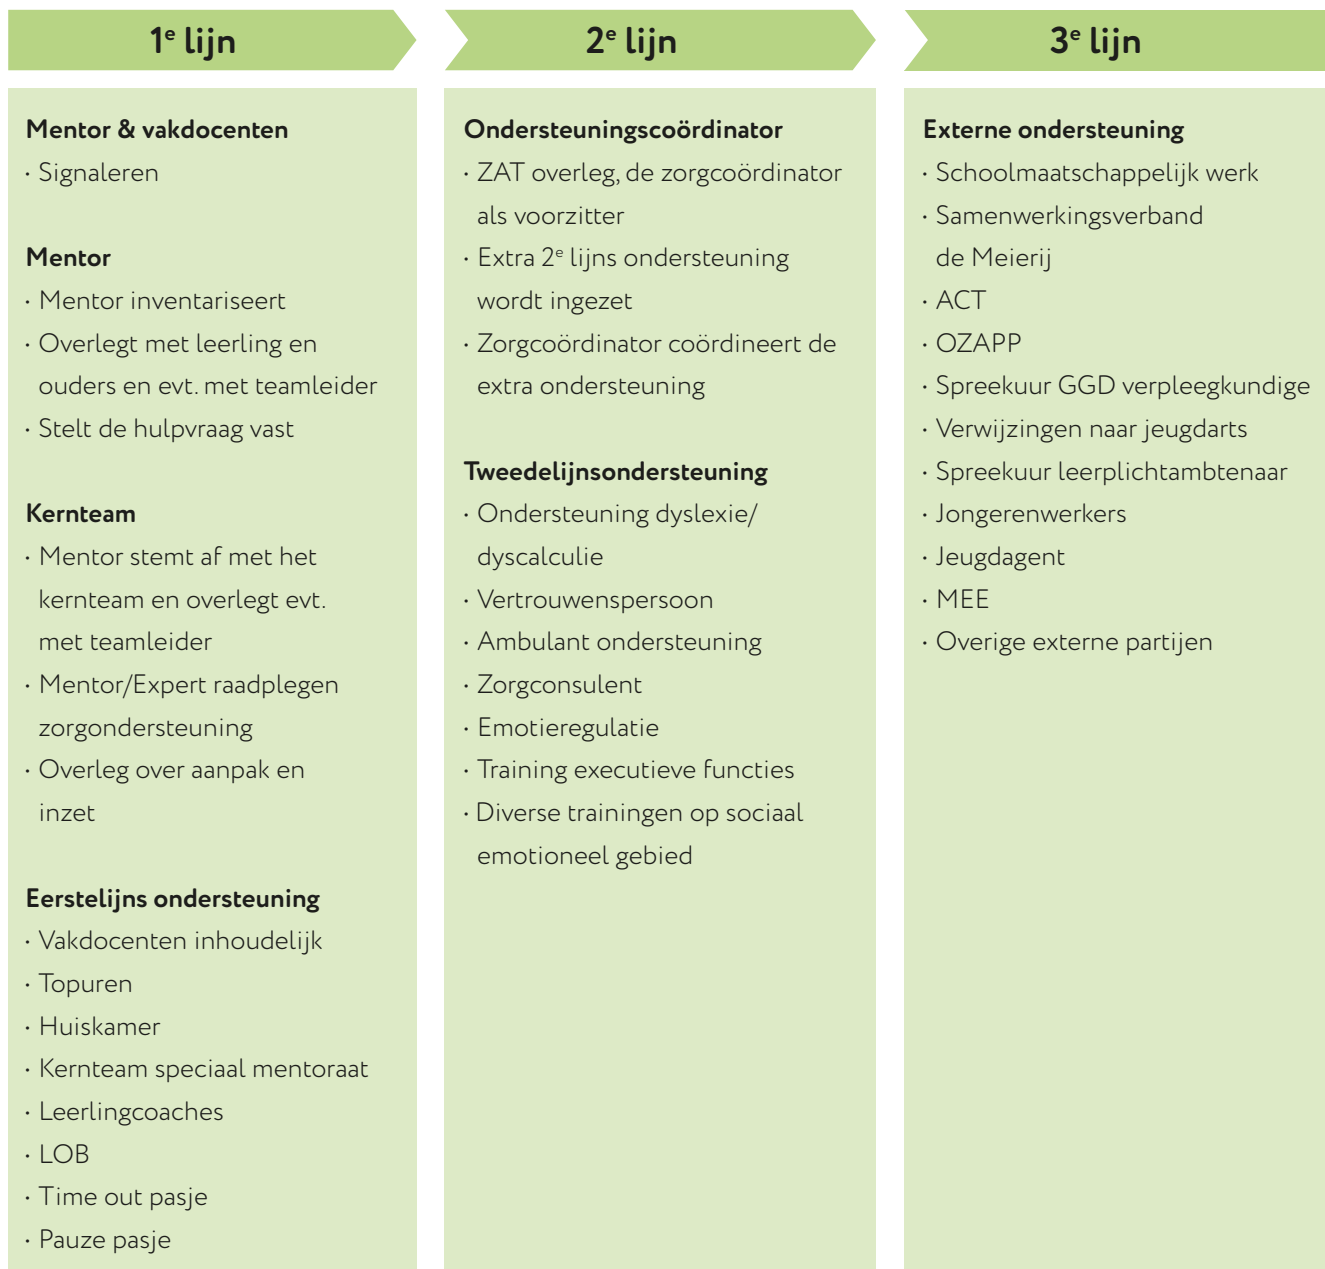 1e lijn
Mentor & vakdocenten
· Signaleren
Mentor
· Mentor inventariseert
· Overlegt met leerling en
ouders en evt. met teamleider
· Stelt de hulpvraag vast
Kernteam
· Mentor stemt af met het
kernteam en overlegt evt.
met teamleider
· Mentor/Expert raadplegen
zorgondersteuning
· Overleg over aanpak en
inzet
Eerstelijns ondersteuning
· Vakdocenten inhoudelijk
· Topuren
· Huiskamer
· Kernteam speciaal mentoraat
· Leerlingcoaches
· LOB
· Time out pasje
· Pauze pasje
2e lijn
Ondersteuningscoördinator
· ZAT overleg, de zorgcoördinator
als voorzitter
· Extra 2e lijns ondersteuning
wordt ingezet
· Zorgcoördinator coördineert de
extra ondersteuning
Tweedelijnsondersteuning
· Ondersteuning dyslexie/
dyscalculie
· Vertrouwenspersoon
· Ambulant ondersteuning
· Zorgconsulent
· Emotieregulatie
· Training executieve functies
· Diverse trainingen op sociaal
emotioneel gebied
3e lijn
Externe ondersteuning
· Schoolmaatschappelijk werk
· Samenwerkingsverband
de Meierij
· ACT
· OZAPP
· Spreekuur GGD verpleegkundige
· Verwijzingen naar jeugdarts
· Spreekuur leerplichtambtenaar
· Jongerenwerkers
· Jeugdagent
· MEE
· Overige externe partijen